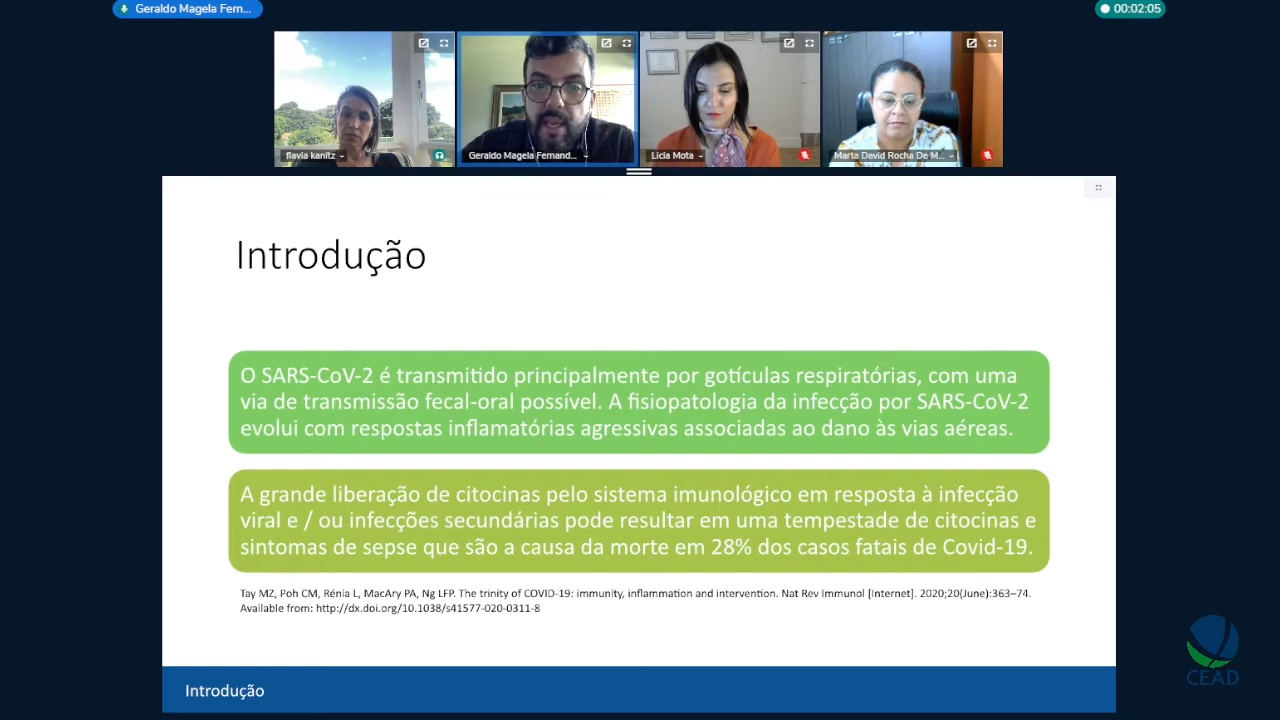 Geraldo Magela Fern...
00:02:05
flavia kanitz
Geraldo Magela Fernand...
Licia Mota
Marta David Rocha De M...
Introdução
O SARS-CoV-2 é transmitido principalmente por gotículas respiratórias, com uma
via de transmissão fecal-oral possível. A fisiopatologia da infecção por SARS-CoV-2
evolui com respostas inflamatórias agressivas associadas ao dano às vias aéreas.
A grande liberação de citocinas pelo sistema imunológico em resposta à infecção
viral e / ou infecções secundárias pode resultar em uma tempestade de citocinas e
sintomas de sepse que são a causa da morte em 28% dos casos fatais de Covid-19.
Tay MZ, Poh CM, Rénia L, MacAry PA, Ng LFP. The trinity of COVID-19: immunity, inflammation and intervention. Nat Rev Immunol [Internet]. 2020;20(June):363–74.
Available from: http://dx.doi.org/10.1038/s41577-020-0311-8
CEAD
Introdução